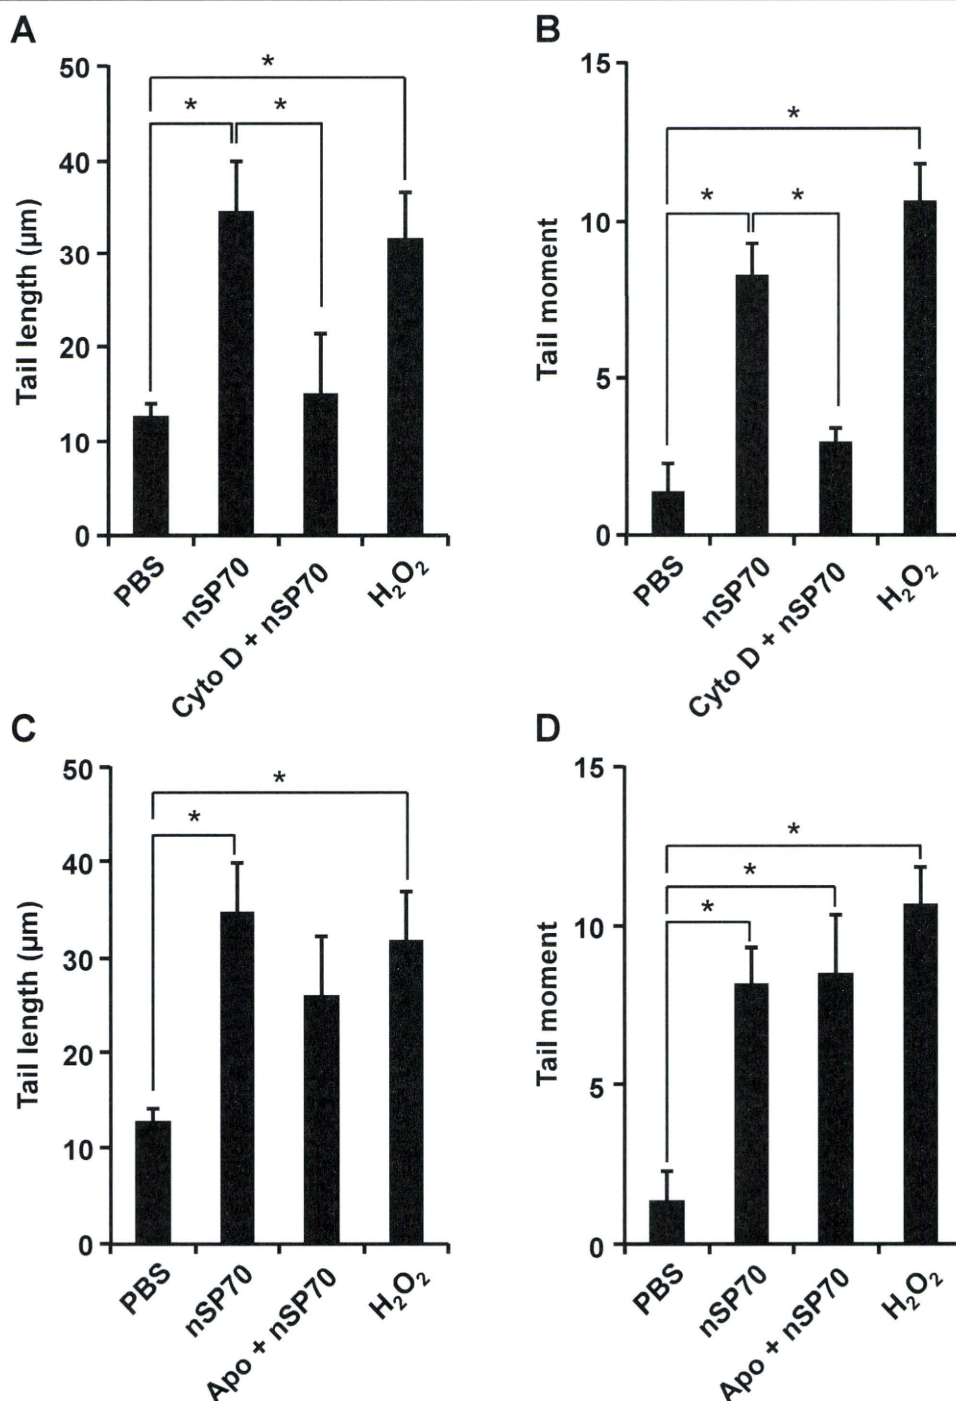 A
Tail length (µm)
50
40
30
20
10
0
*
*
*
PBS
nSP70
Cyto D + nSP70
H₂O₂
B
Tail moment
15
10
5
0
*
*
*
PBS
nSP70
Cyto D + nSP70
H₂O₂
C
Tail length (µm)
50
40
30
20
10
0
*
*
PBS
nSP70
Apo + nSP70
H₂O₂
D
Tail moment
15
10
5
0
*
*
*
PBS
nSP70
Apo + nSP70
H₂O₂